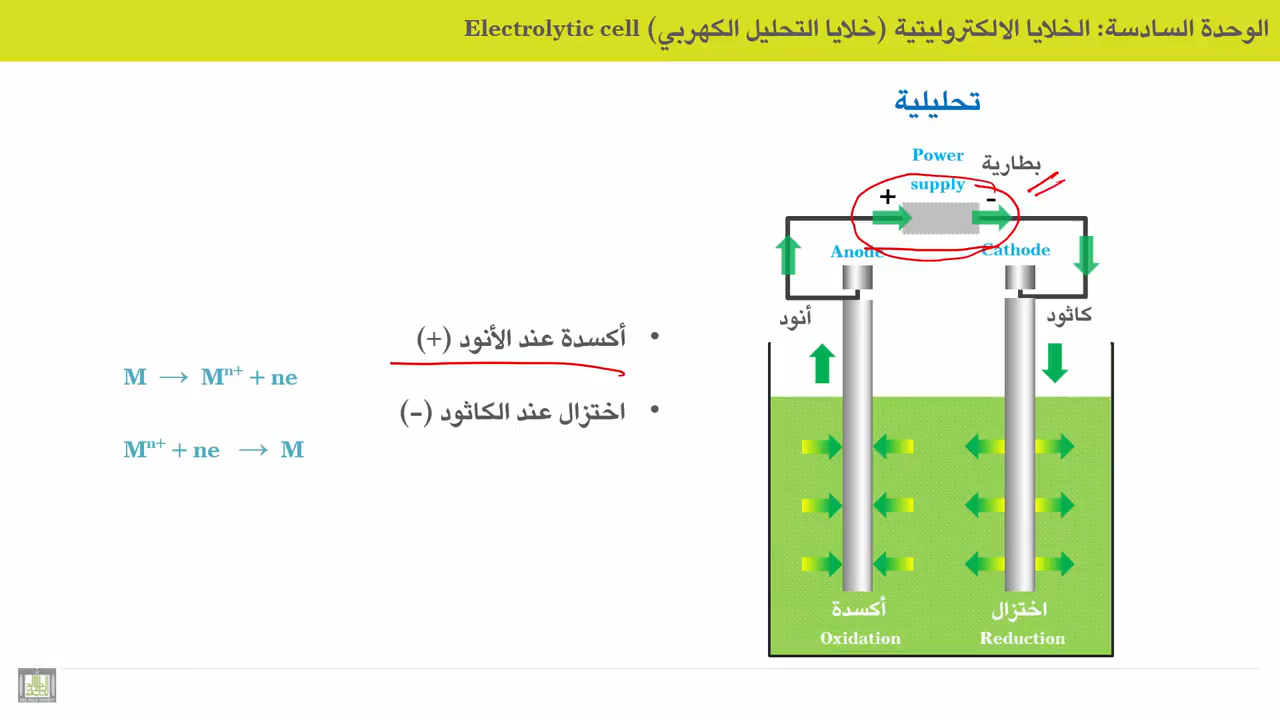 الوحدة السادسة: الخلايا الالكتروليتية (خلايا التحليل الكهربي) Electrolytic cell
تحليلية
Power supply
بطارية
+
-
Anode
Cathode
أنود
كاثود
• أكسدة عند الأنود (+)
M → Mⁿ⁺ + ne
• اختزال عند الكاثود (-)
Mⁿ⁺ + ne → M
أكسدة
Oxidation
اختزال
Reduction